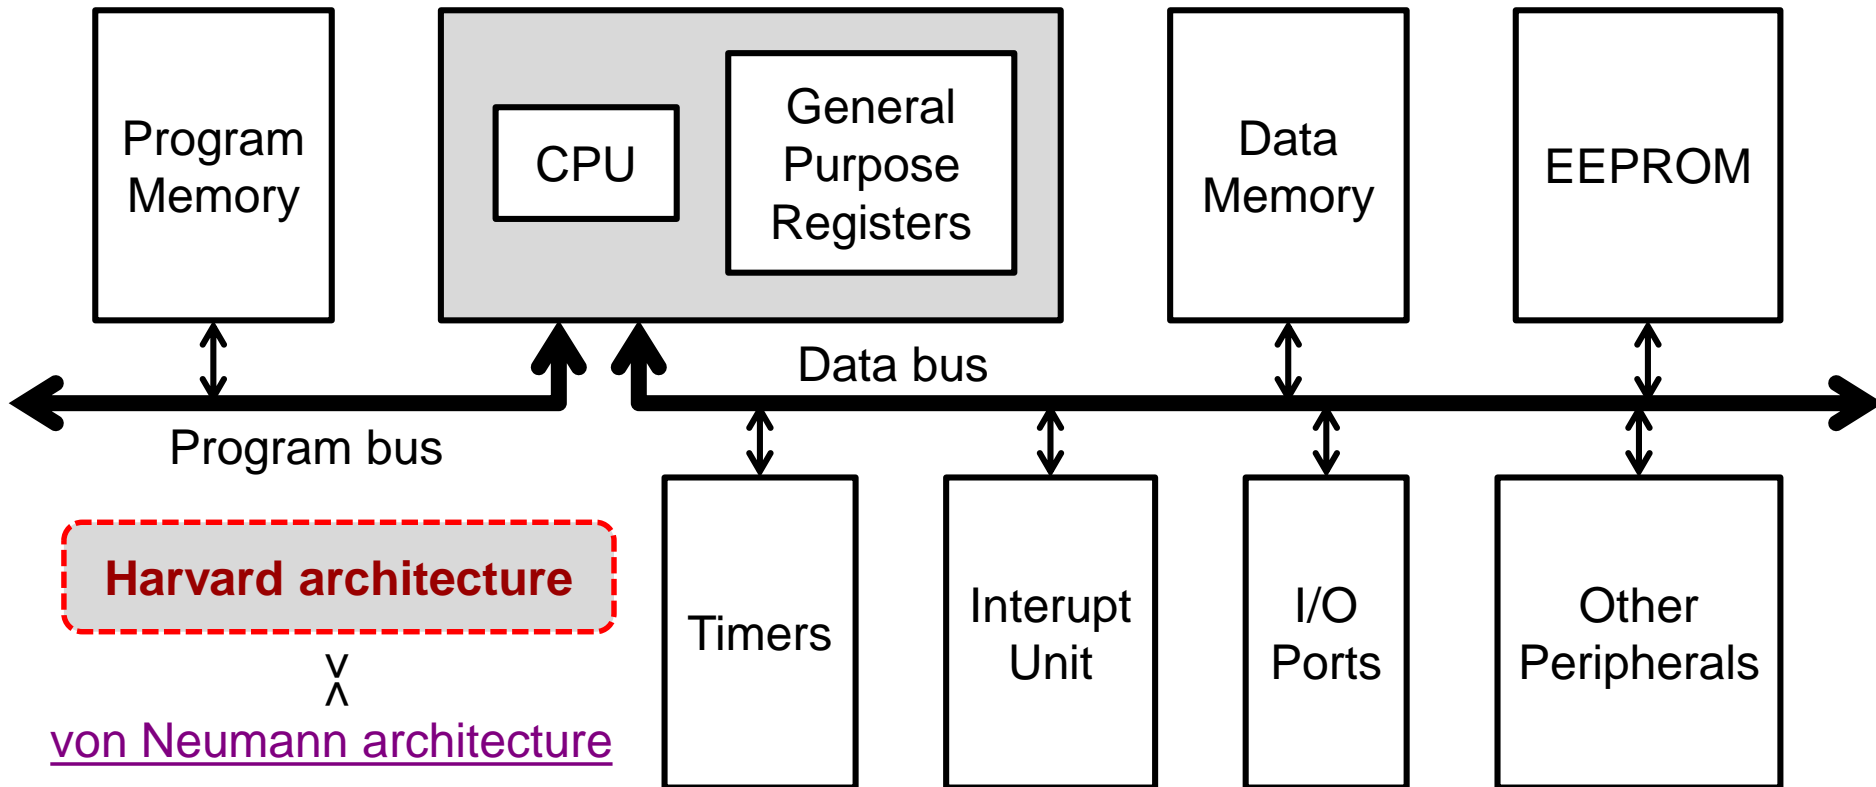 Program
Memory
CPU
General
Purpose
Registers
Data
Memory
EEPROM
Data bus
Program bus
Harvard architecture
><
von Neumann architecture
Timers
Interupt
Unit
I/O
Ports
Other
Peripherals